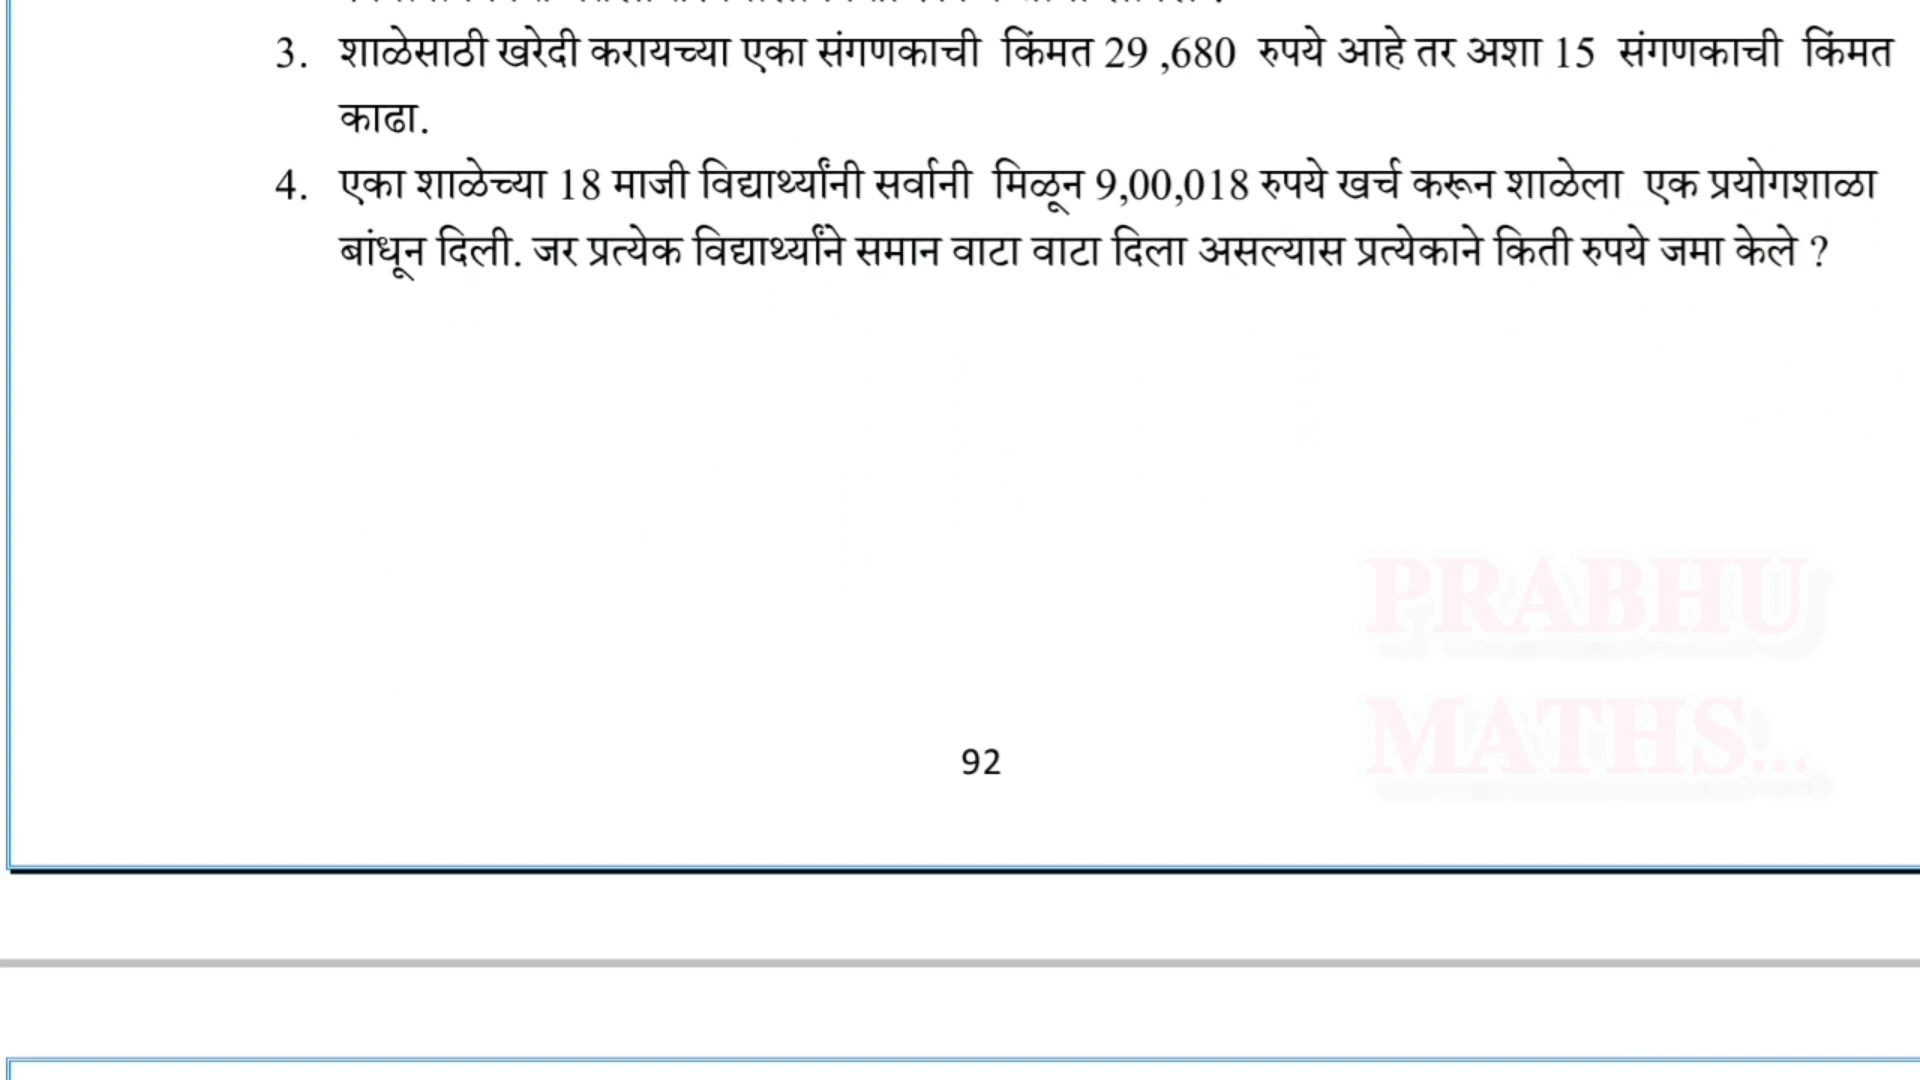 3. शाळेसाठी खरेदी करायच्या एका संगणकाची किंमत 29 ,680 रुपये आहे तर अशा 15 संगणकाची किंमत
काढा.
4. एका शाळेच्या 18 माजी विद्यार्थ्यांनी सर्वानी मिळून 9,00,018 रुपये खर्च करून शाळेला एक प्रयोगशाळा
बांधून दिली. जर प्रत्येक विद्यार्थ्यांने समान वाटा वाटा दिला असल्यास प्रत्येकाने किती रुपये जमा केले ?
PRABHU
MATHS...
92